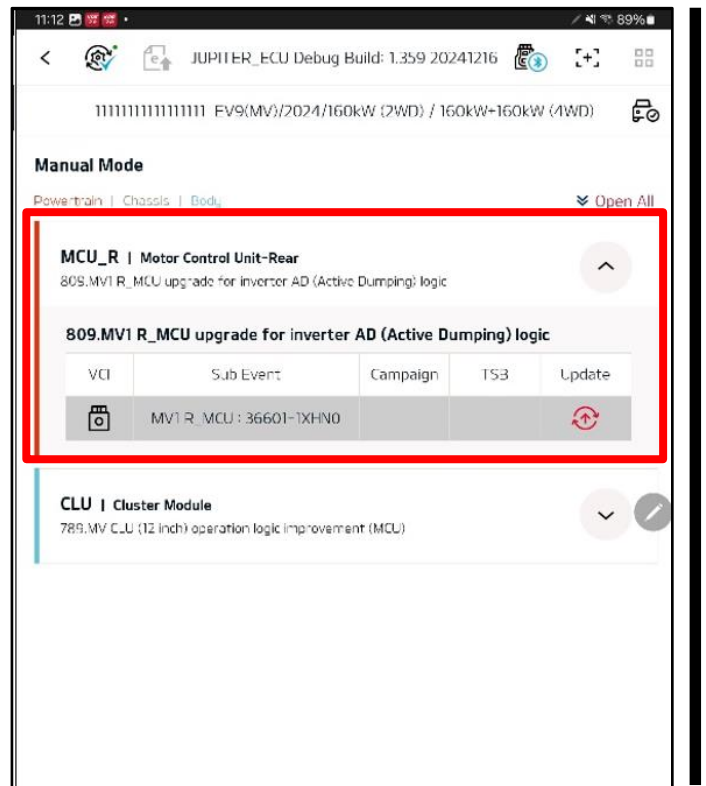 11:12 89%
JUPITER_ECU Debug Build: 1.359 20241216
1111111111111111 EV9(MV)/2024/160kW (2WD) / 160kW+160kW (4WD)
Manual Mode
Powertrain | Chassis | Body
Open All
MCU_R | Motor Control Unit-Rear
809.MV1 R_MCU upgrade for inverter AD (Active Dumping) logic
809.MV1 R_MCU upgrade for inverter AD (Active Dumping) logic
VCI Sub Event Campaign TSB Update
MV1 R_MCU : 36601-1XHN0
CLU | Cluster Module
789.MV CLU (12 inch) operation logic improvement (MCU)